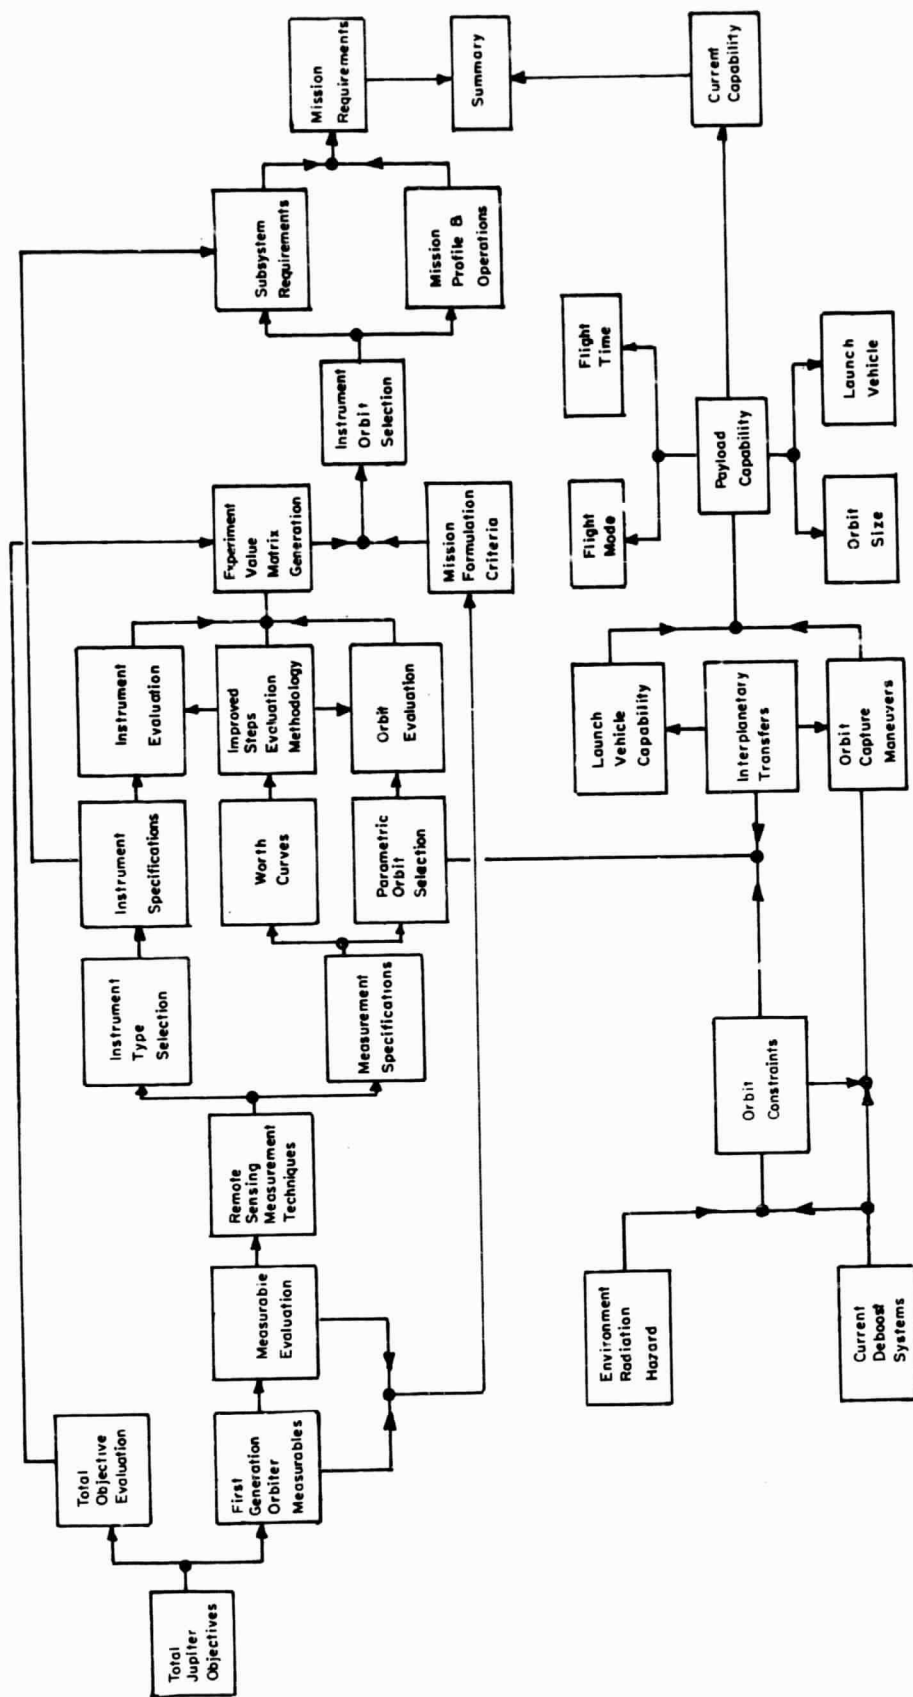 Total
Jupiter
Objectives
Total
Objective
Evaluation
First
Generation
Orbiter
Measurables
Measurable
Evaluation
Remote
Sensing
Measurement
Techniques
Instrument
Type
Selection
Measurement
Specifications
Instrument
Specifications
Worth
Curves
Parametric
Orbit
Selection
Instrument
Evaluation
Improved
Steps
Evaluation
Methodology
Orbit
Evaluation
Experiment
Value
Matrix
Generation
Mission
Formulation
Criteria
Instrument
Orbit
Selection
Subsystem
Requirements
Mission
Profile &
Operations
Mission
Requirements
Summary
Environment
Radiation
Hazard
Current
Deboost
Systems
Orbit
Constraints
Launch
Vehicle
Capability
Interplanetary
Transfers
Orbit
Capture
Maneuvers
Flight
Mode
Flight
Time
Payload
Capability
Orbit
Size
Launch
Vehicle
Current
Capability